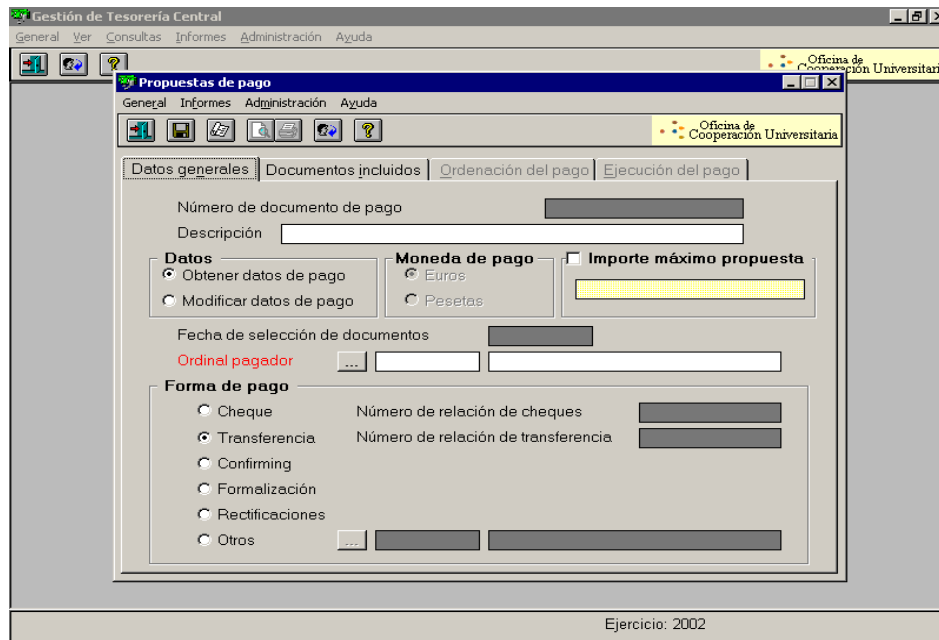 Gestión de Tesorería Central
General Ver Consultas Informes Administración Ayuda
Oficina de
Cooperación Universitari
Propuestas de pago
General Informes Administración Ayuda
Oficina de
Cooperación Universitaria
Datos generales Documentos incluidos Ordenación del pago Ejecución del pago
Número de documento de pago
Descripción
Datos Moneda de pago Importe máximo propuesta
Obtener datos de pago Euros
Modificar datos de pago Pesetas
Fecha de selección de documentos
Ordinal pagador ...
Forma de pago
Cheque Número de relación de cheques
Transferencia Número de relación de transferencia
Confirming
Formalización
Rectificaciones
Otros ...
Ejercicio: 2002